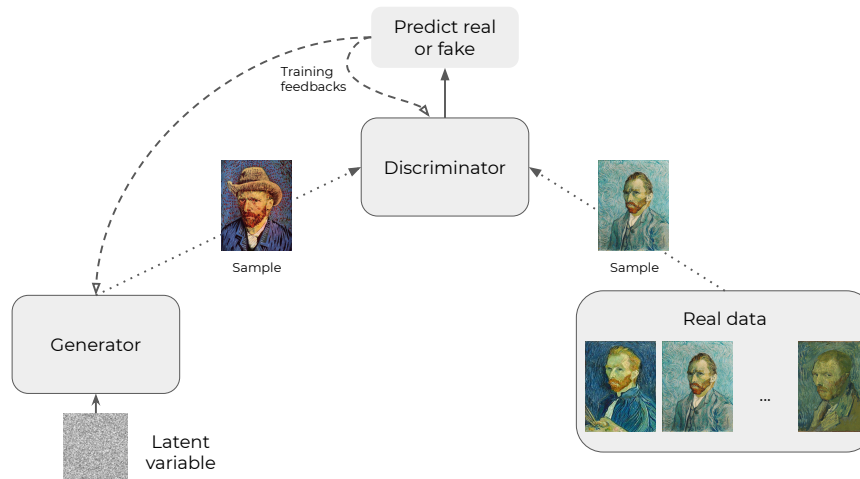 Predict real
or fake
Training
feedbacks
Discriminator
Sample
Sample
Generator
Real data
...
Latent
variable